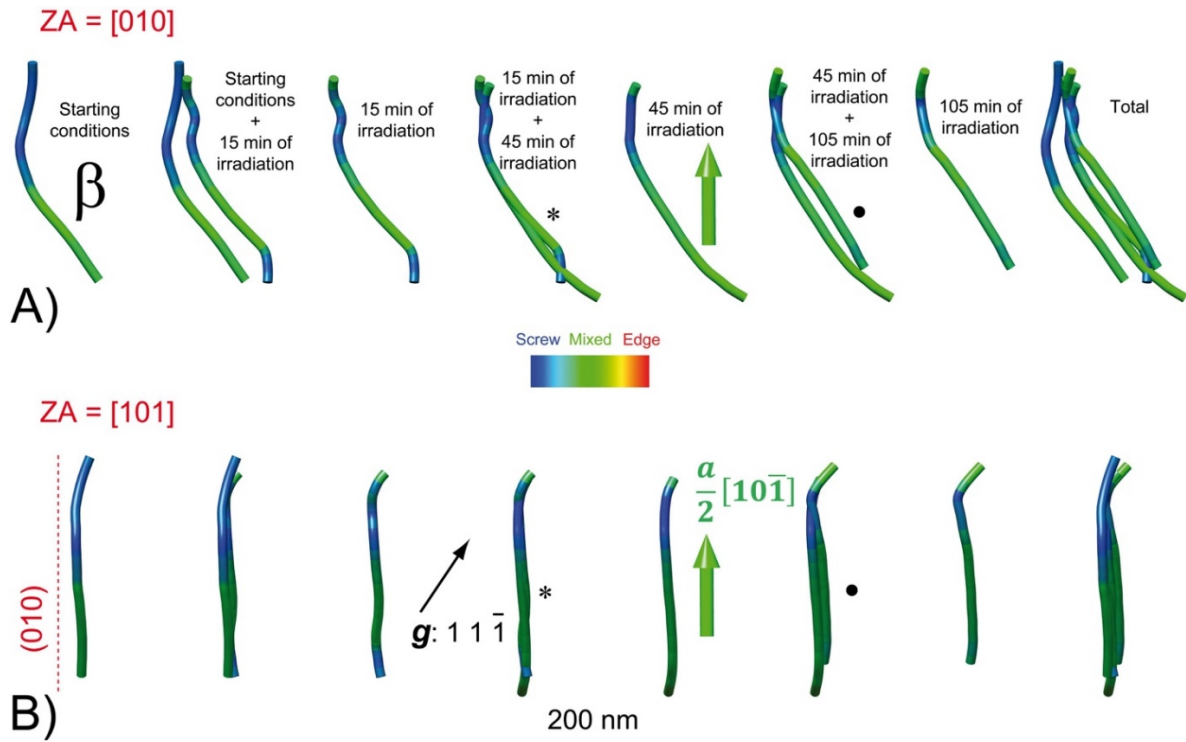 ZA = [010]
Starting
conditions
β
Starting
conditions
+
15 min of
irradiation
15 min of
irradiation
15 min of
irradiation
+
45 min of
irradiation
*
45 min of
irradiation
45 min of
irradiation
+
105 min of
irradiation
●
105 min of
irradiation
Total
A)
Screw Mixed Edge
ZA = [101]
(010)
g: 1 1 1̅
*
a/2 [101̅]
●
B)
200 nm